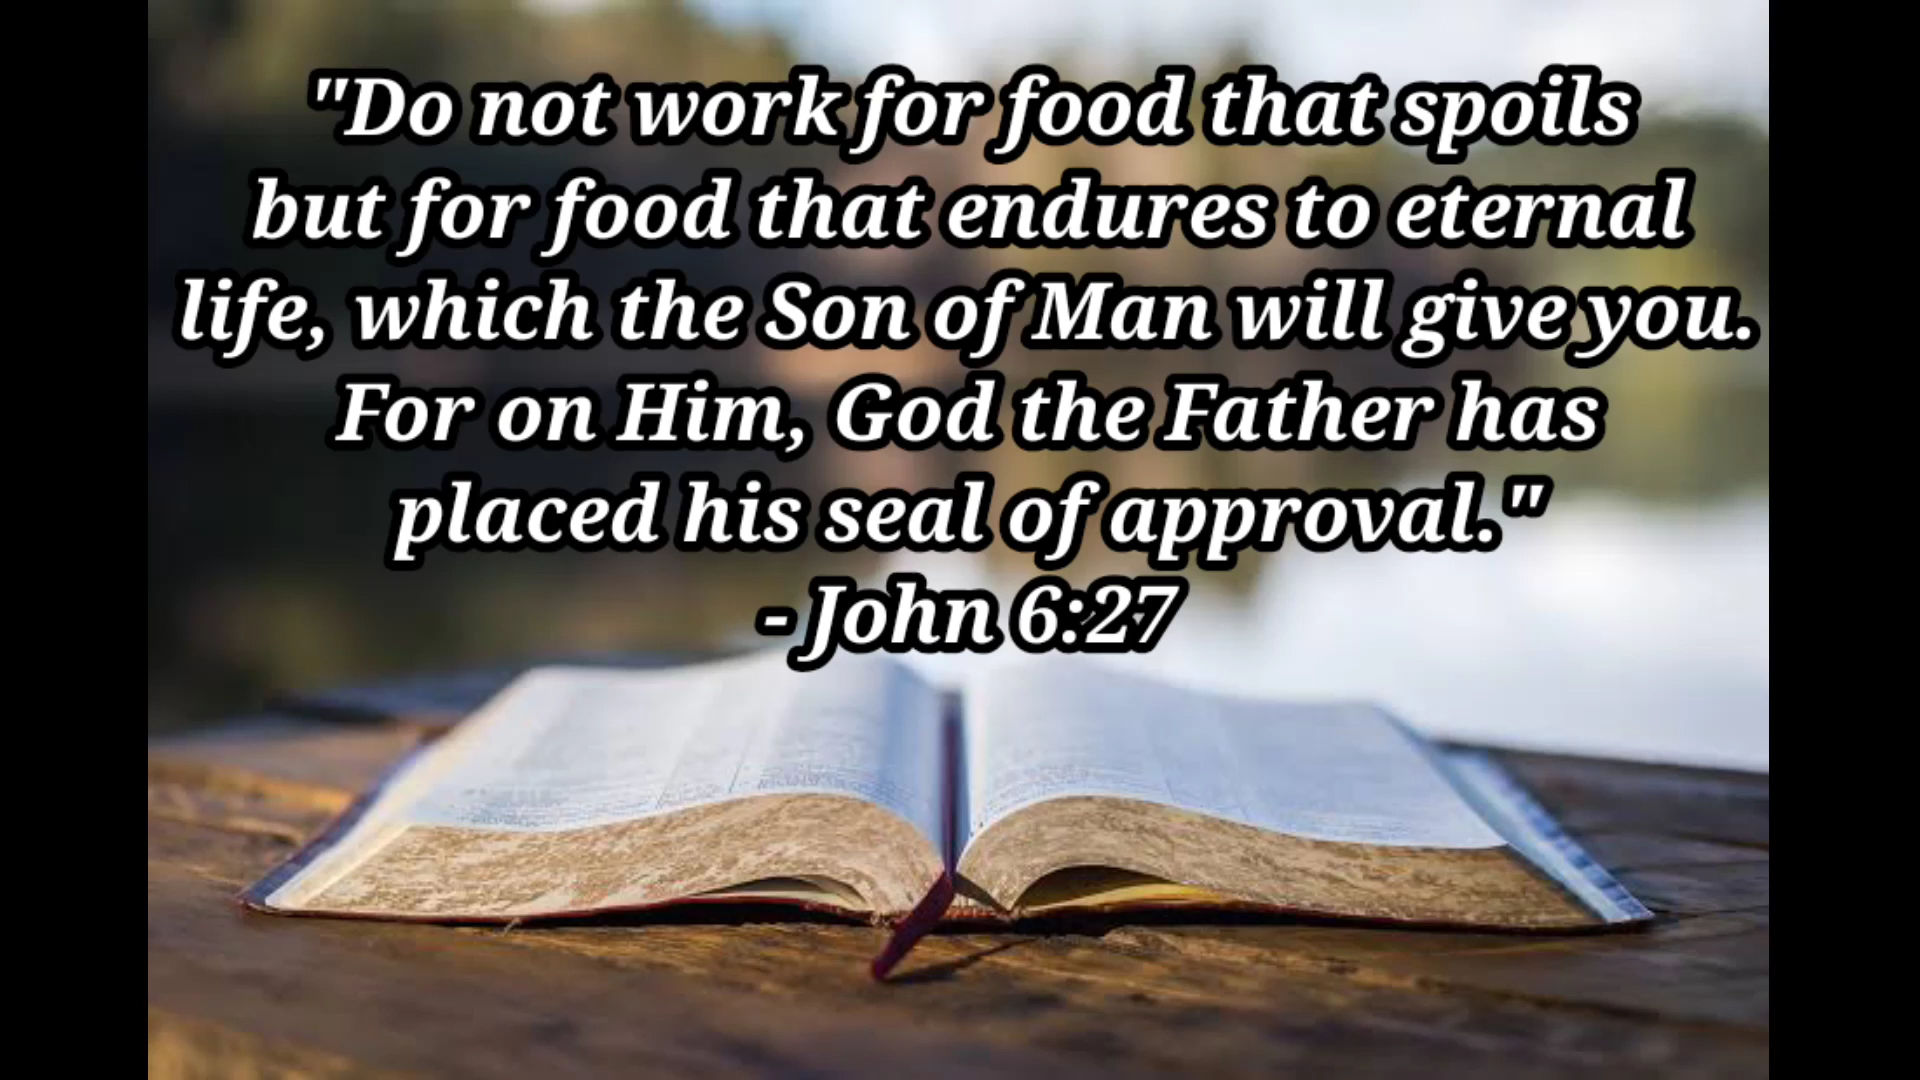 "Do not work for food that spoils
but for food that endures to eternal
life, which the Son of Man will give you.
For on Him, God the Father has
placed his seal of approval."
- John 6:27